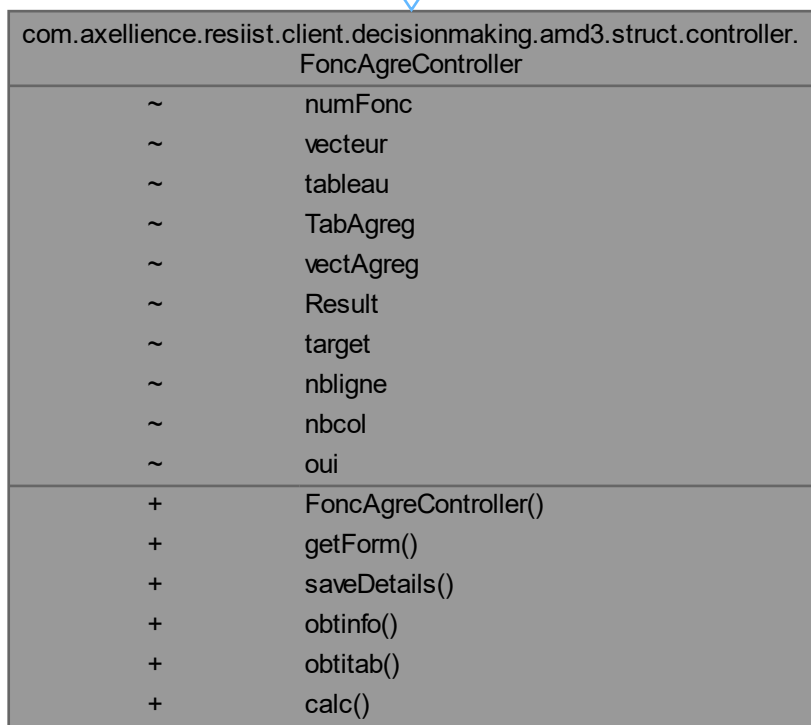 com.axellience.resiist.client.decisionmaking.amd3.struct.controller.
FoncAgreController
~ numFonc
~ vecteur
~ tableau
~ TabAgreg
~ vectAgreg
~ Result
~ target
~ nbligne
~ nbcol
~ oui
+ FoncAgreController()
+ getForm()
+ saveDetails()
+ obtinfo()
+ obtitab()
+ calc()